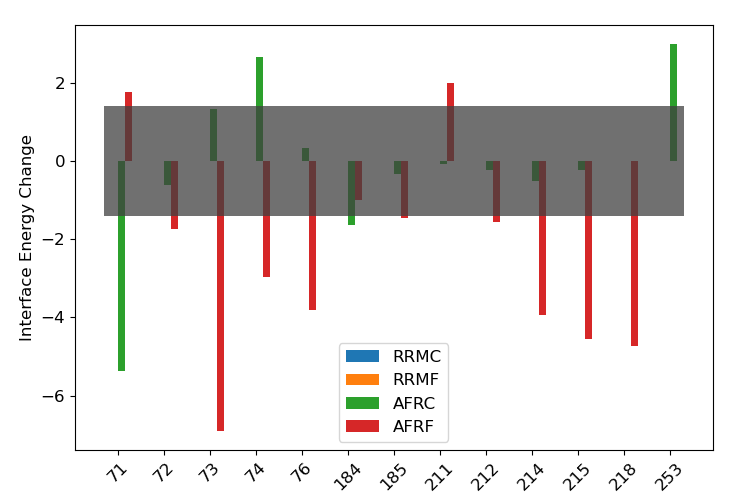 Interface Energy Change
2
0
−2
−4
−6
RRMC
RRMF
AFRC
AFRF
71 72 73 74 76 184 185 211 212 214 215 218 253